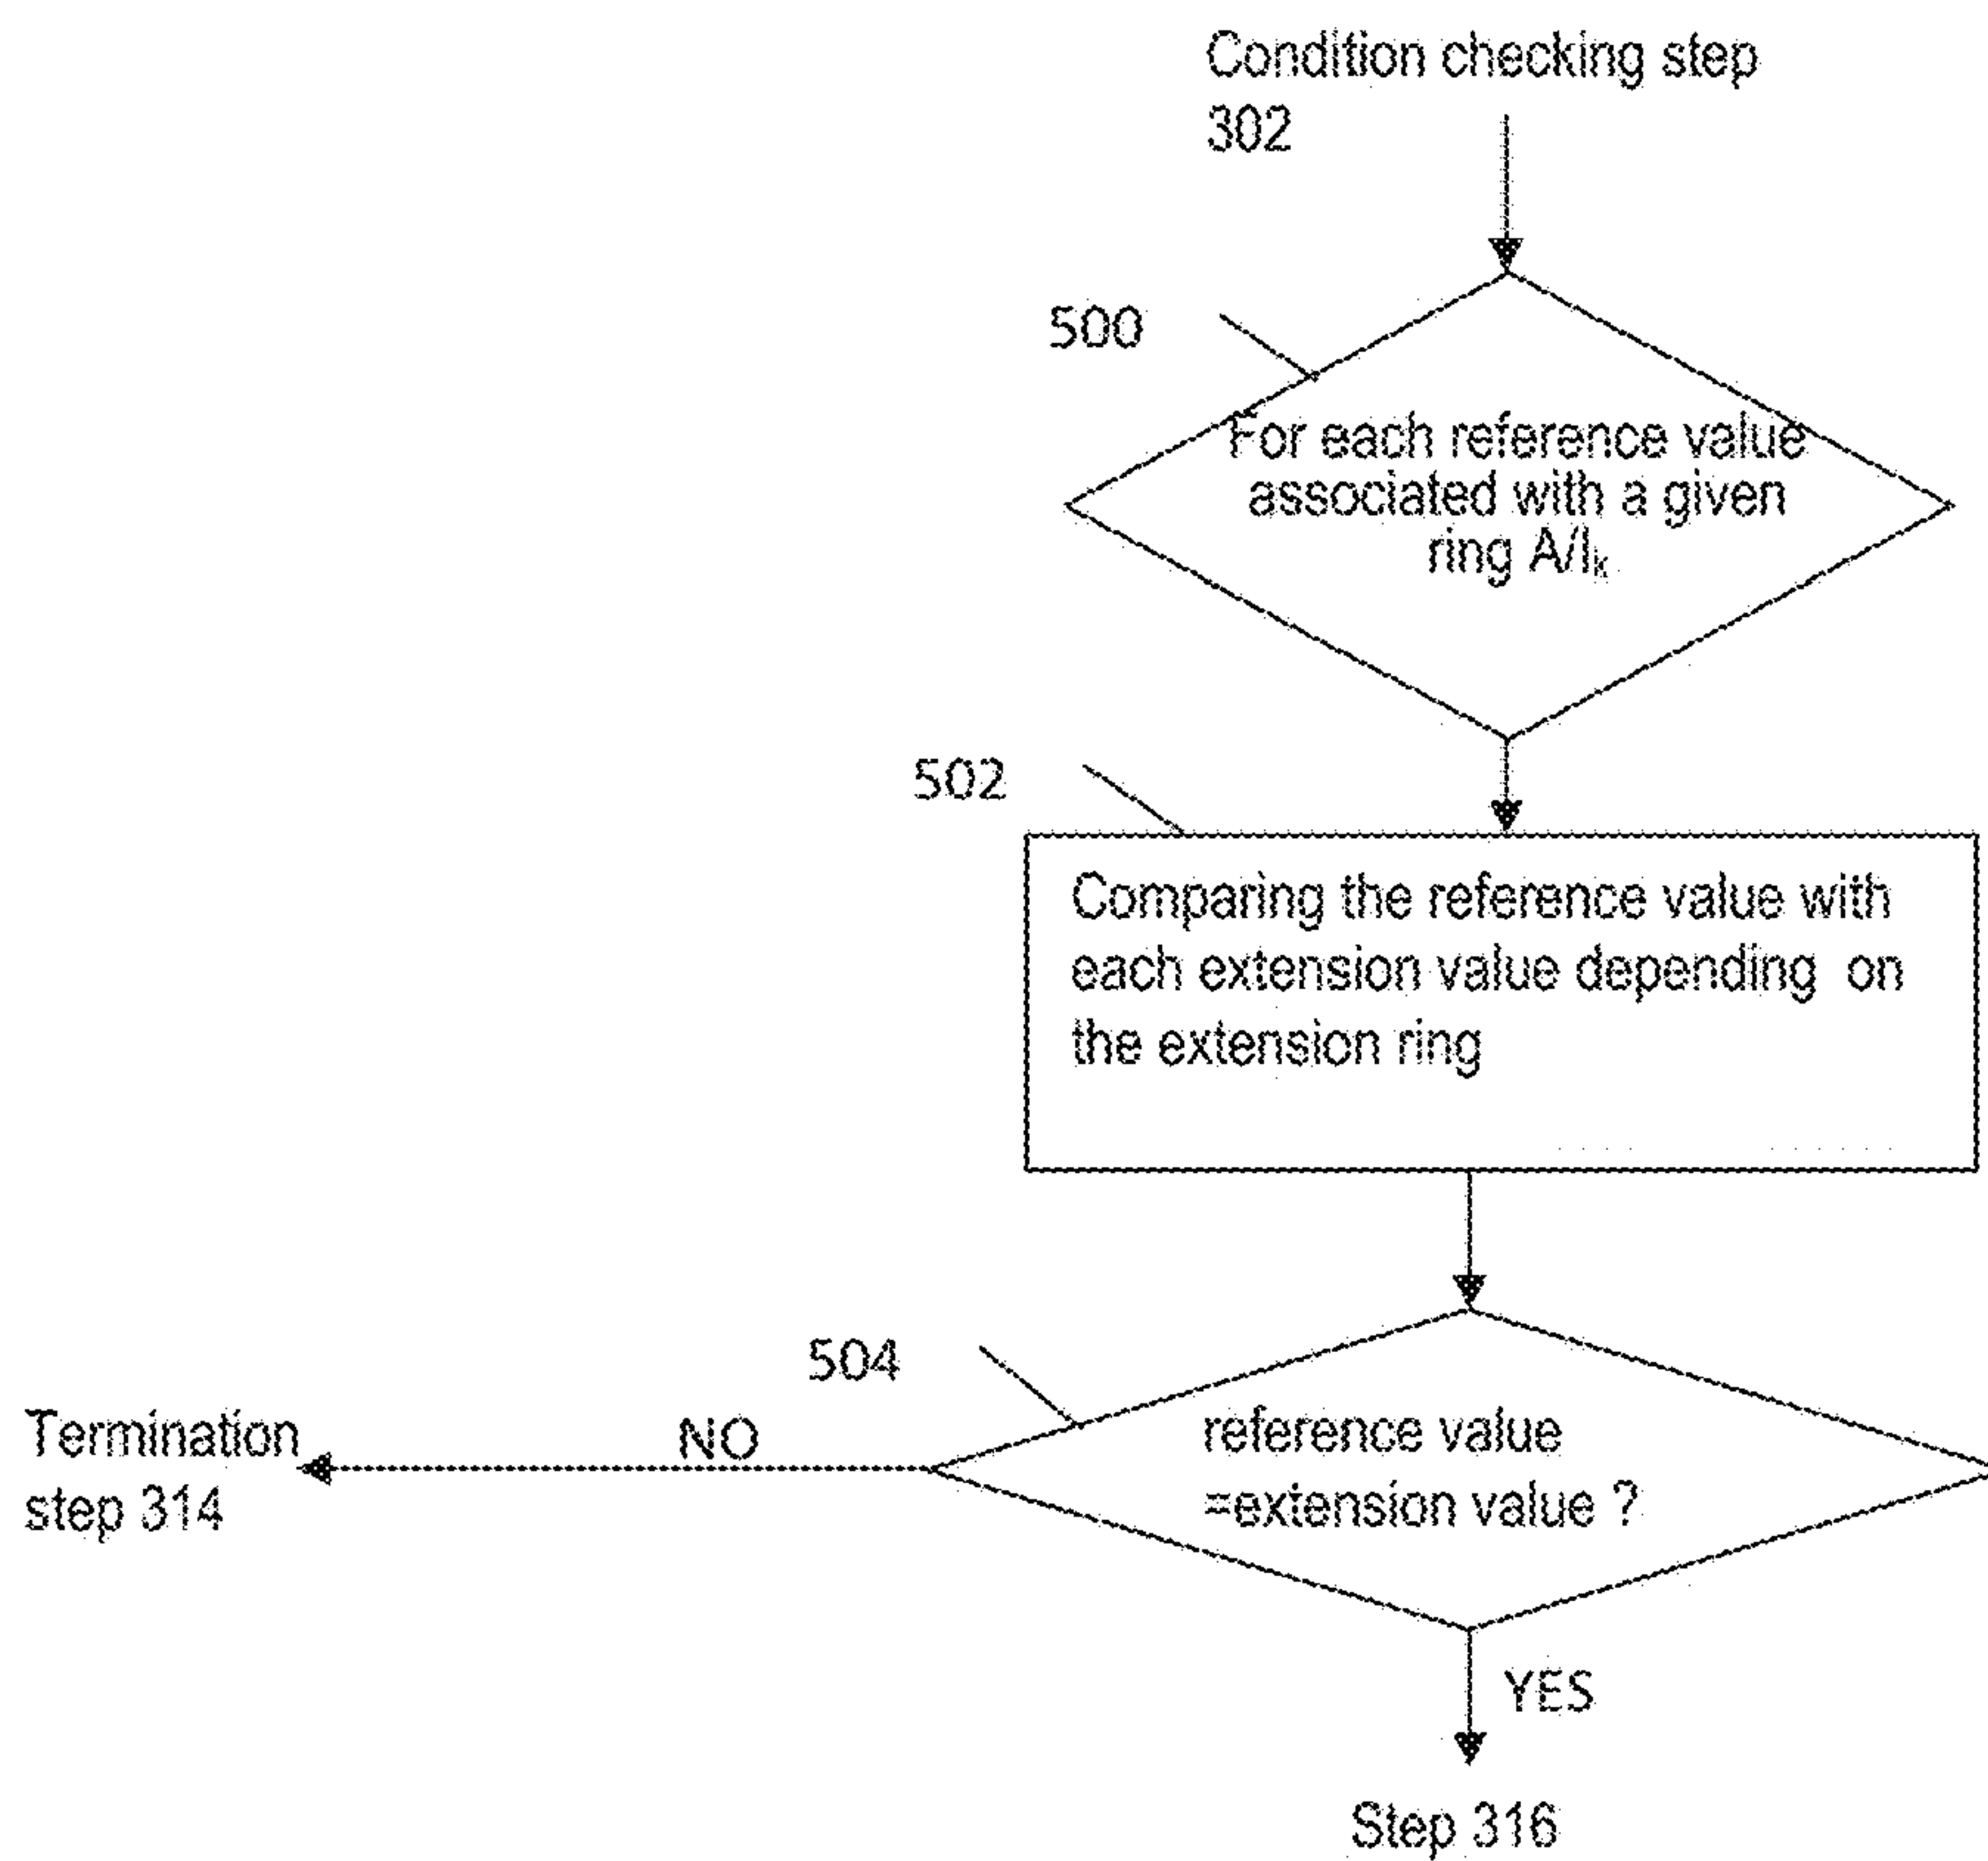 Condition checking step
302
500
For each reference value
associated with a given
ring A/Ik
502
Comparing the reference value with
each extension value depending on
the extension ring
504
reference value
=extension value ?
NO
Termination
step 314
YES
Step 316